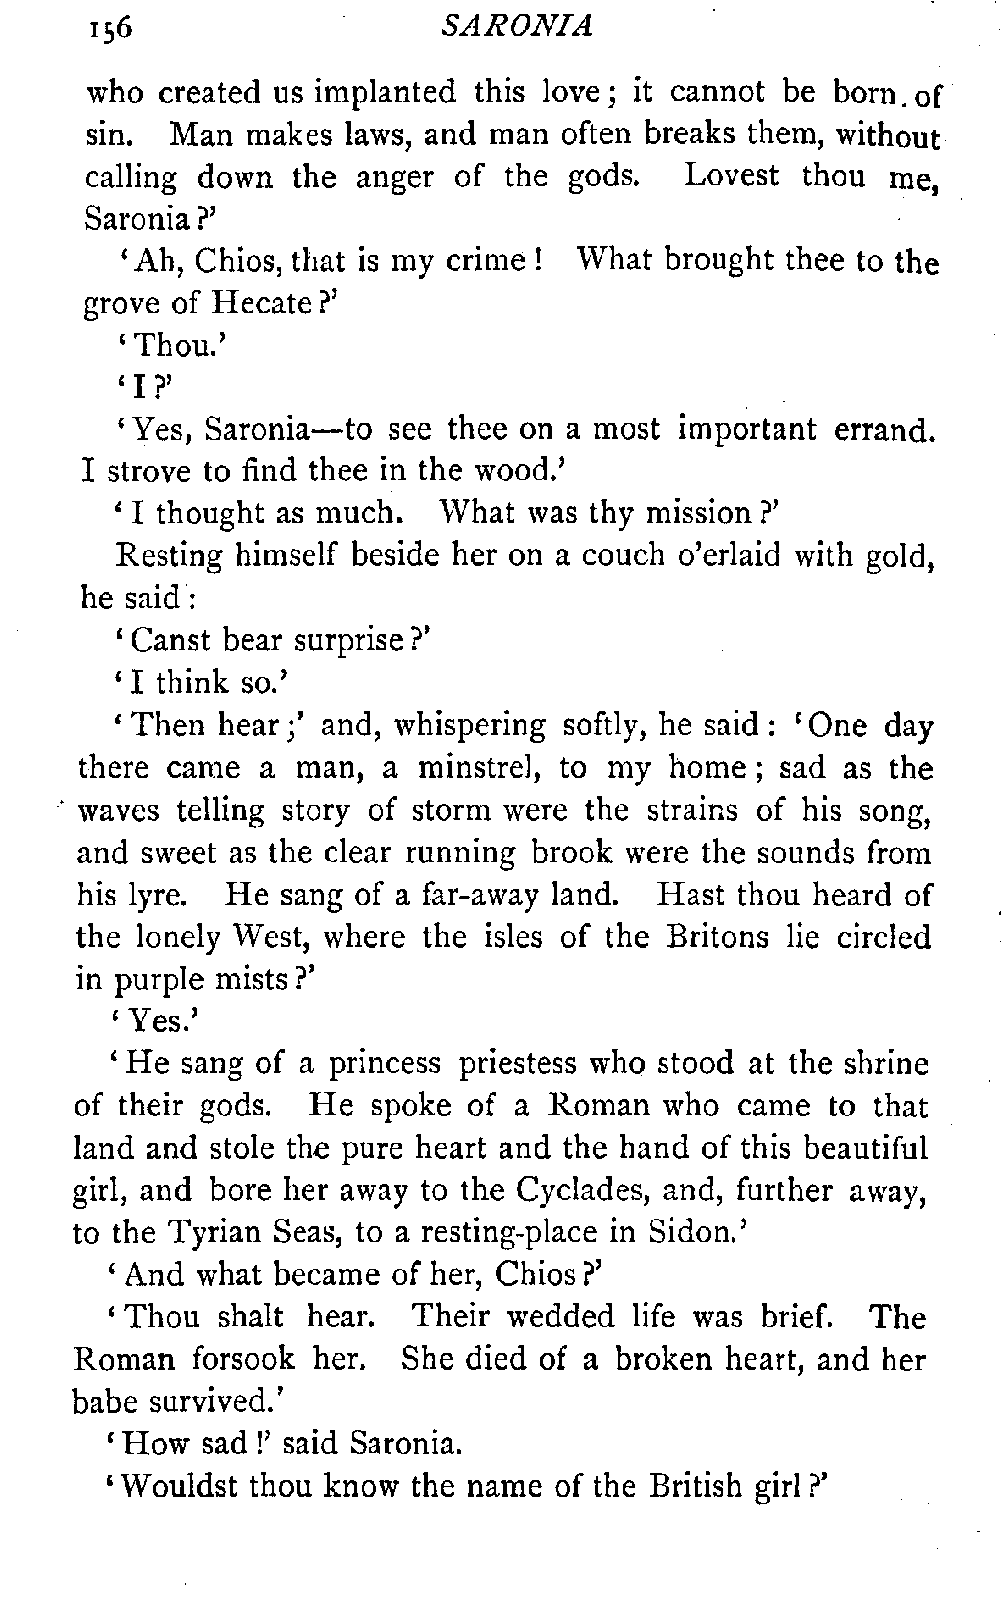 156 SARONIA
who created us implanted this love; it cannot be born of
sin. Man makes laws, and man often breaks them, without
calling down the anger of the gods. Lovest thou me,
Saronia?'
'Ah, Chios, that is my crime! What brought thee to the
grove of Hecate?'
'Thou.'
'I?'
'Yes, Saronia—to see thee on a most important errand.
I strove to find thee in the wood.'
'I thought as much. What was thy mission?'
Resting himself beside her on a couch o'erlaid with gold,
he said:
'Canst bear surprise?'
'I think so.'
'Then hear;' and, whispering softly, he said: 'One day
there came a man, a minstrel, to my home; sad as the
waves telling story of storm were the strains of his song,
and sweet as the clear running brook were the sounds from
his lyre. He sang of a far-away land. Hast thou heard of
the lonely West, where the isles of the Britons lie circled
in purple mists?'
'Yes.'
'He sang of a princess priestess who stood at the shrine
of their gods. He spoke of a Roman who came to that
land and stole the pure heart and the hand of this beautiful
girl, and bore her away to the Cyclades, and, further away,
to the Tyrian Seas, to a resting-place in Sidon.'
'And what became of her, Chios?'
'Thou shalt hear. Their wedded life was brief. The
Roman forsook her. She died of a broken heart, and her
babe survived.'
'How sad!' said Saronia.
'Wouldst thou know the name of the British girl?'